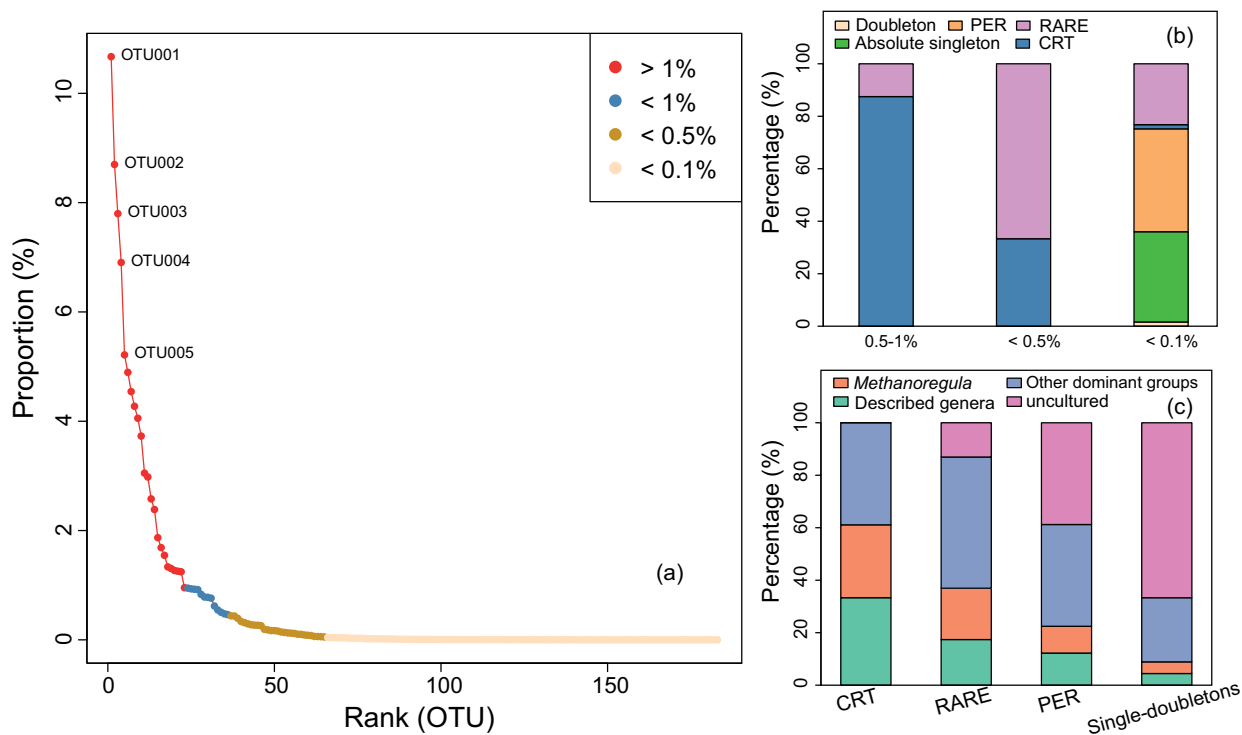 OTU001
OTU002
OTU003
OTU004
OTU005
> 1%
< 1%
< 0.5%
< 0.1%
(a)
0 2 4 6 8 10
Proportion (%)
0 50 100 150
Rank (OTU)
Doubleton PER RARE
Absolute singleton CRT
(b)
0 20 40 60 80 100
Percentage (%)
0.5-1% < 0.5% < 0.1%
Methanoregula Other dominant groups
Described genera uncultured
(c)
0 20 40 60 80 100
Percentage (%)
CRT RARE PER Single-doubletons